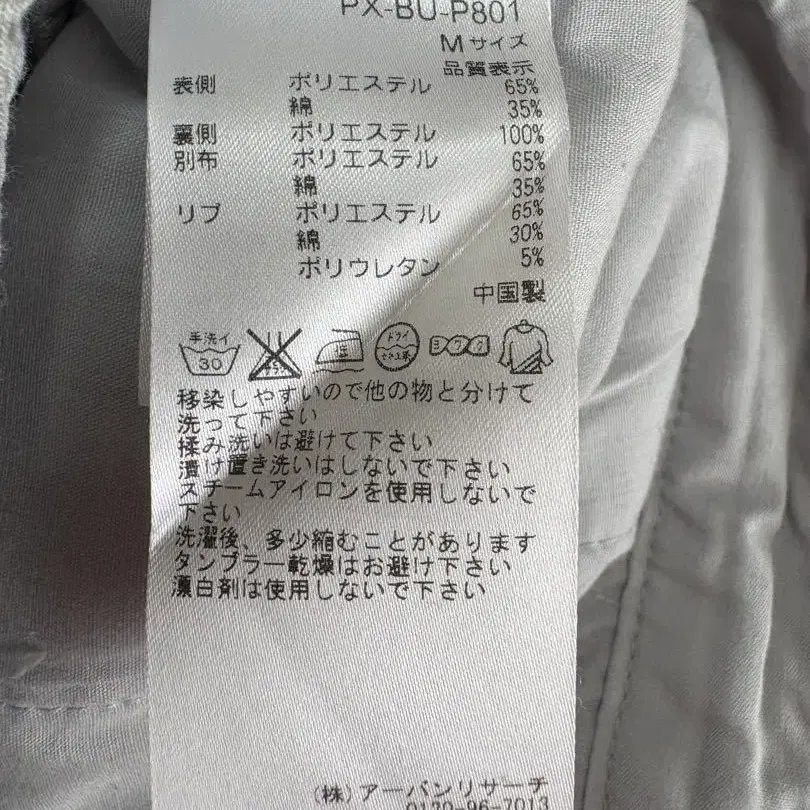 PX-BU-P801
Mサイズ
品質表示
表側 ポリエステル 65%
綿 35%
裏側 ポリエステル 100%
別布 ポリエステル 65%
綿 35%
リブ ポリエステル 65%
綿 30%
ポリウレタン 5%
中国製
手洗イ 30 ドライ ヨワク
移染しやすいので他の物と分けて
洗って下さい
揉み洗いは避けて下さい
漬け置き洗いはしないで下さい
スチームアイロンを使用しないで
下さい
洗濯後、多少縮むことがあります
タンブラー乾燥はお避け下さい
漂白剤は使用しないで下さい
(株)アーバンリサーチ
0120-96-7013